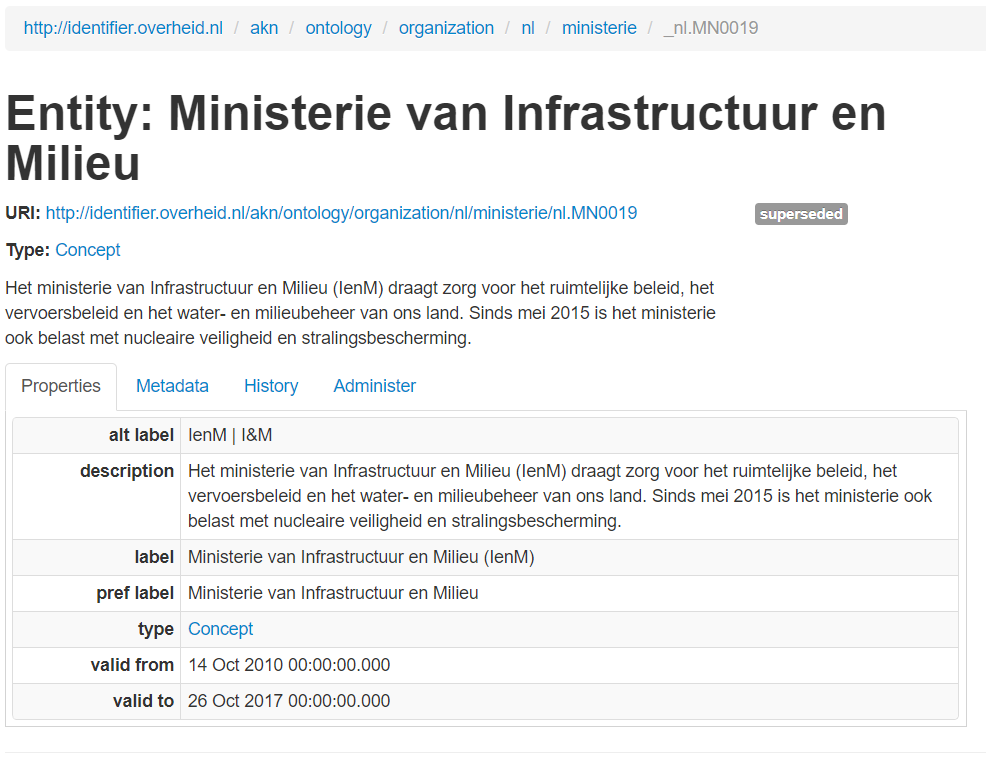 http://identifier.overheid.nl / akn / ontology / organization / nl / ministerie / _nl.MN0019
Entity: Ministerie van Infrastructuur en
Milieu
URI: http://identifier.overheid.nl/akn/ontology/organization/nl/ministerie/nl.MN0019 superseded
Type: Concept
Het ministerie van Infrastructuur en Milieu (IenM) draagt zorg voor het ruimtelijke beleid, het
vervoersbeleid en het water- en milieubeheer van ons land. Sinds mei 2015 is het ministerie
ook belast met nucleaire veiligheid en stralingsbescherming.
Properties Metadata History Administer
alt label IenM | I&M
description Het ministerie van Infrastructuur en Milieu (IenM) draagt zorg voor het ruimtelijke beleid, het
vervoersbeleid en het water- en milieubeheer van ons land. Sinds mei 2015 is het ministerie ook
belast met nucleaire veiligheid en stralingsbescherming.
label Ministerie van Infrastructuur en Milieu (IenM)
pref label Ministerie van Infrastructuur en Milieu
type Concept
valid from 14 Oct 2010 00:00:00.000
valid to 26 Oct 2017 00:00:00.000